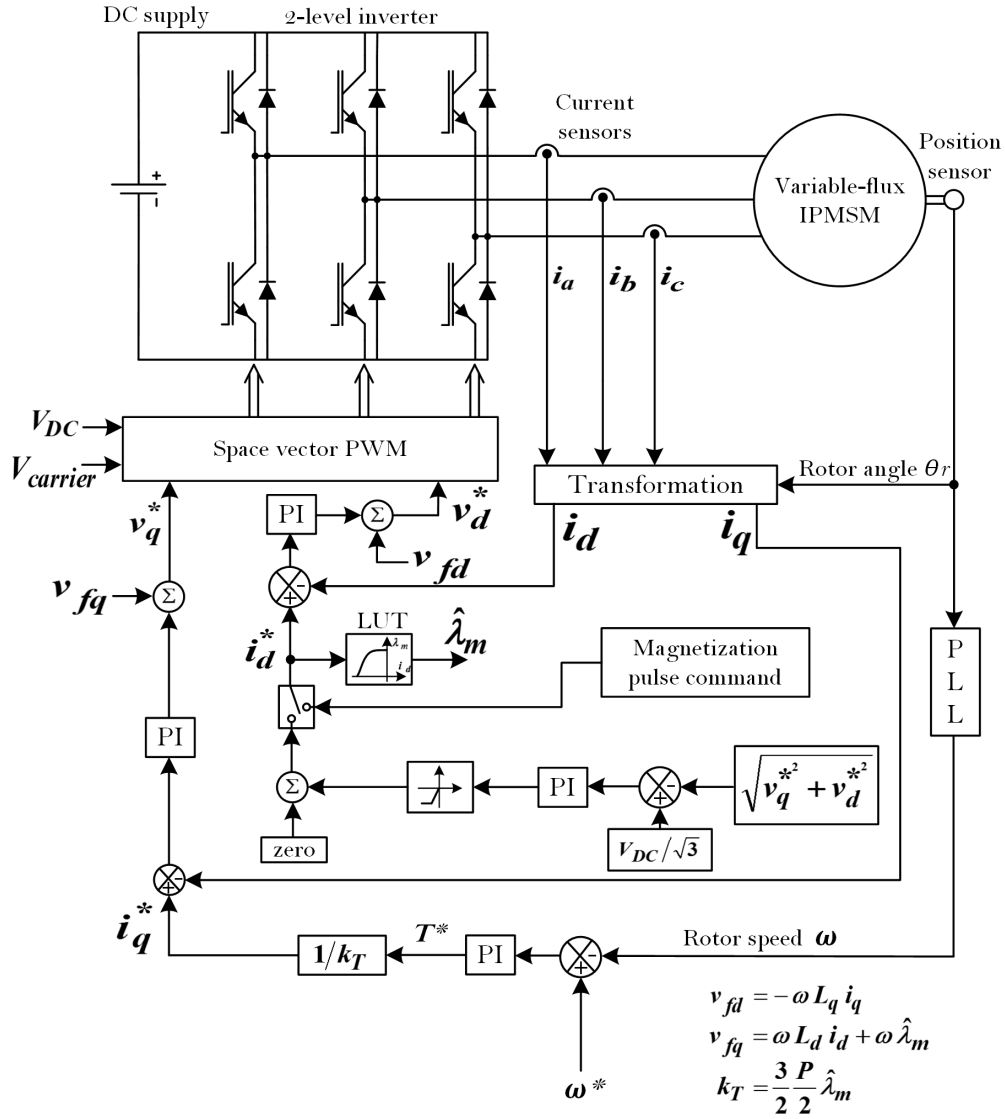 DC supply
2-level inverter
+
−
Current
sensors
Position
sensor
Variable-flux
IPMSM
i_a
i_b
i_c
V_DC
V_carrier
Space vector PWM
Rotor angle θr
Transformation
v_q^*
PI
Σ
v_d^*
i_d
i_q
v_fd
v_fq
Σ
+
-
i_d^*
LUT
λ_m
i_d
λ̂_m
Magnetization
pulse command
P
L
L
PI
Σ
PI
+
-
√(v_q^{*2} + v_d^{*2})
zero
V_DC/√3
+
-
i_q^*
1/k_T
T*
PI
+
-
Rotor speed ω
ω*
v_fd = − ω L_q i_q
v_fq = ω L_d i_d + ω λ̂_m
k_T = 3/2 P/2 λ̂_m